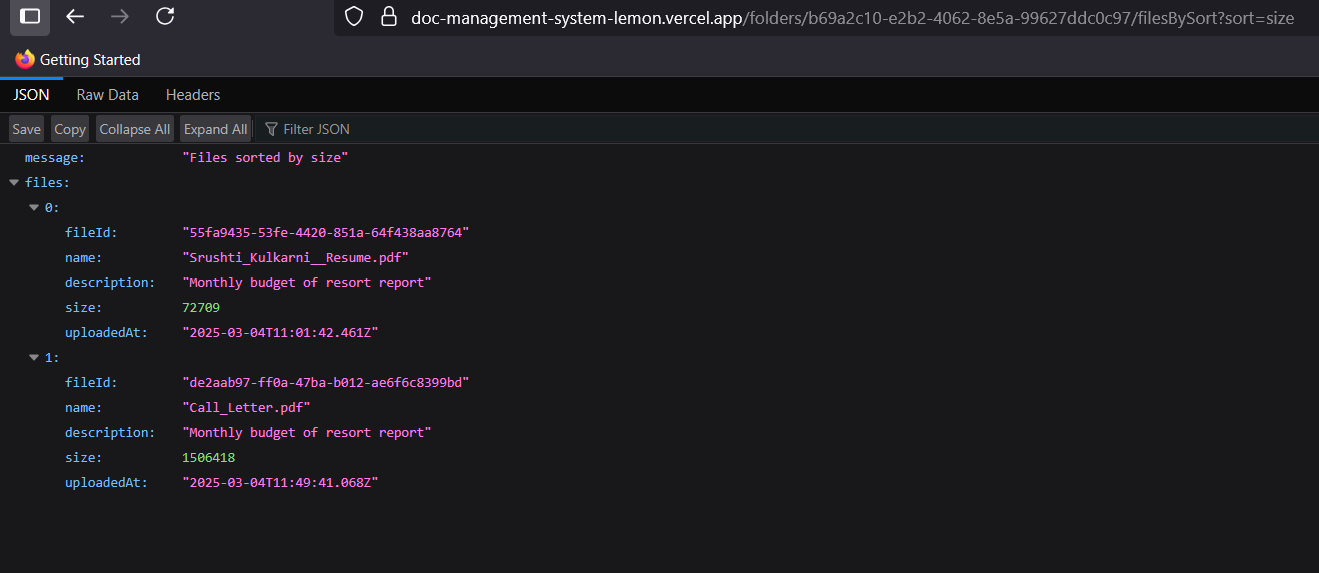 doc-management-system-lemon.vercel.app/folders/b69a2c10-e2b2-4062-8e5a-99627ddc0c97/filesBySort?sort=size
Getting Started
JSON Raw Data Headers
Save Copy Collapse All Expand All Filter JSON
message: "Files sorted by size"
files:
0:
fileId: "55fa9435-53fe-4420-851a-64f438aa8764"
name: "Srushti_Kulkarni__Resume.pdf"
description: "Monthly budget of resort report"
size: 72709
uploadedAt: "2025-03-04T11:01:42.461Z"
1:
fileId: "de2aab97-ff0a-47ba-b012-ae6f6c8399bd"
name: "Call_Letter.pdf"
description: "Monthly budget of resort report"
size: 1506418
uploadedAt: "2025-03-04T11:49:41.068Z"